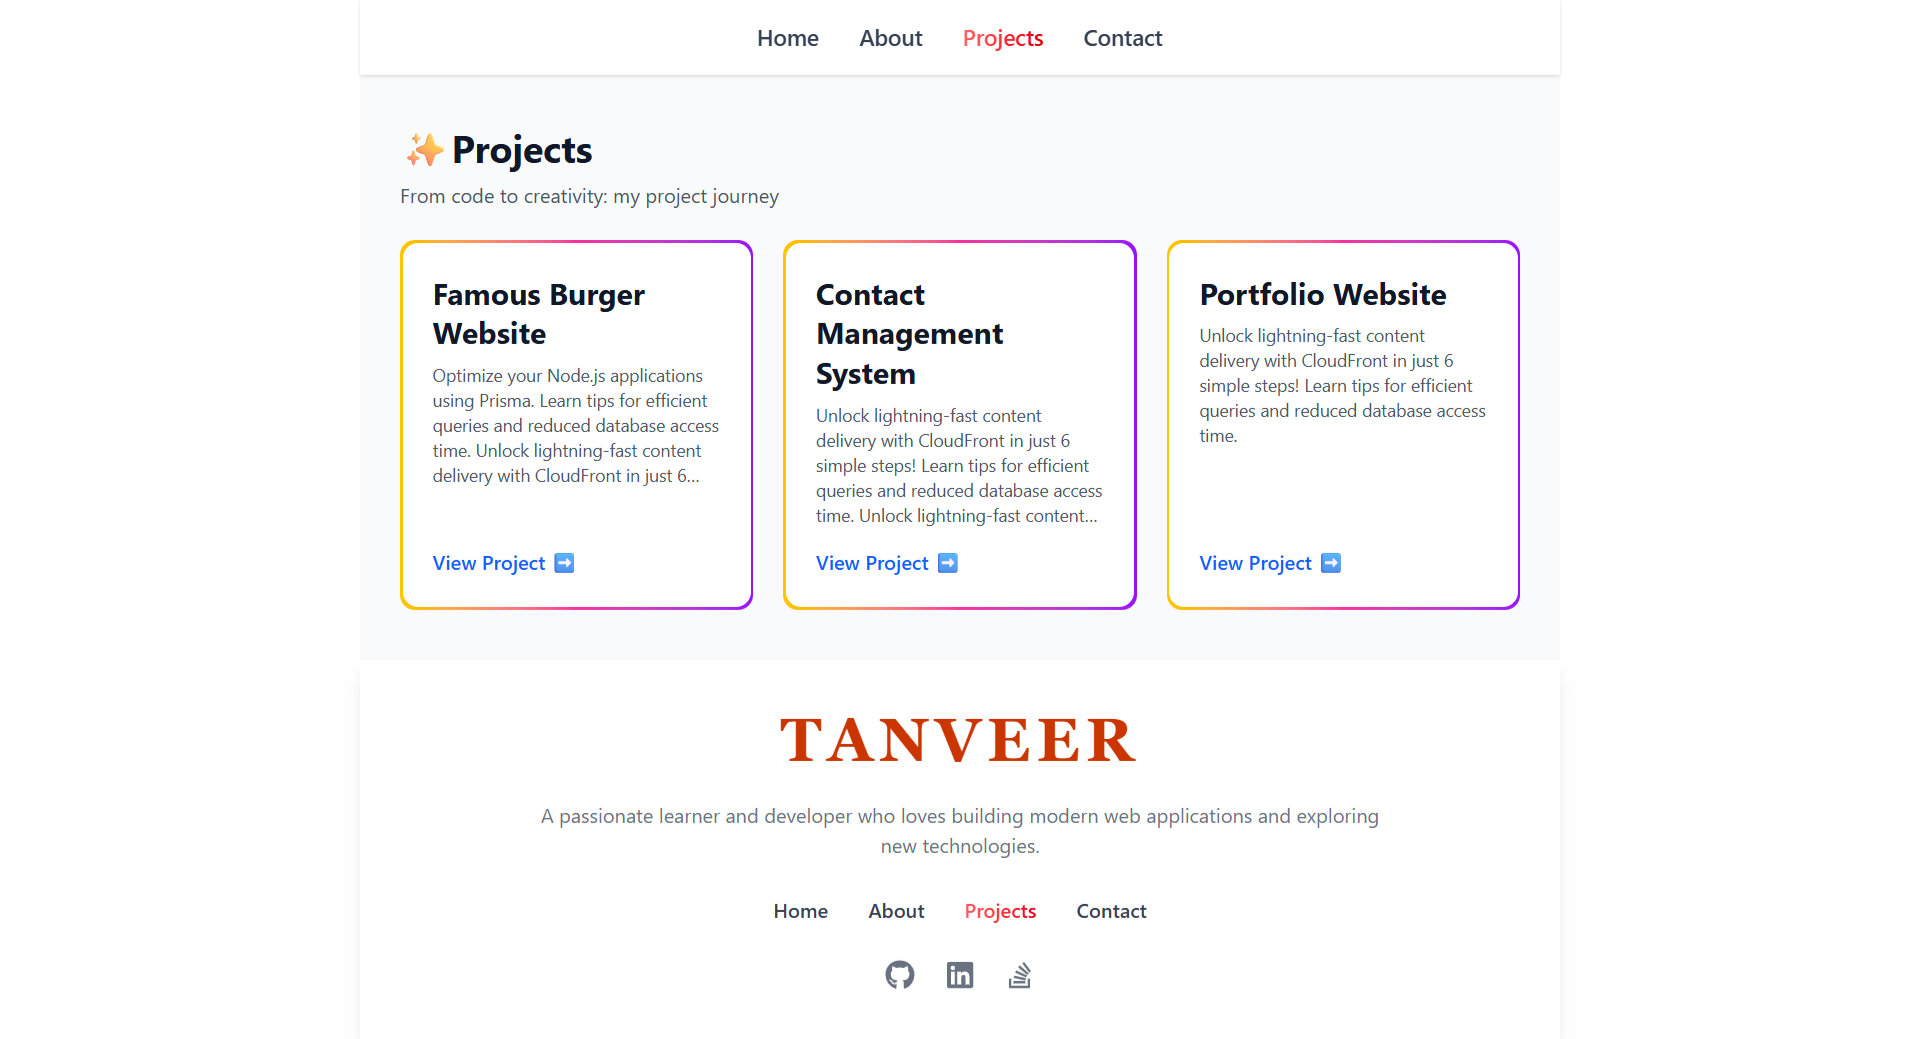 Home About Projects Contact
✨ Projects
From code to creativity: my project journey
Famous Burger
Website
Optimize your Node.js applications
using Prisma. Learn tips for efficient
queries and reduced database access
time. Unlock lightning-fast content
delivery with CloudFront in just 6...
View Project ➡️
Contact
Management
System
Unlock lightning-fast content
delivery with CloudFront in just 6
simple steps! Learn tips for efficient
queries and reduced database access
time. Unlock lightning-fast content...
View Project ➡️
Portfolio Website
Unlock lightning-fast content
delivery with CloudFront in just 6
simple steps! Learn tips for efficient
queries and reduced database access
time.
View Project ➡️
TANVEER
A passionate learner and developer who loves building modern web applications and exploring
new technologies.
Home About Projects Contact
in